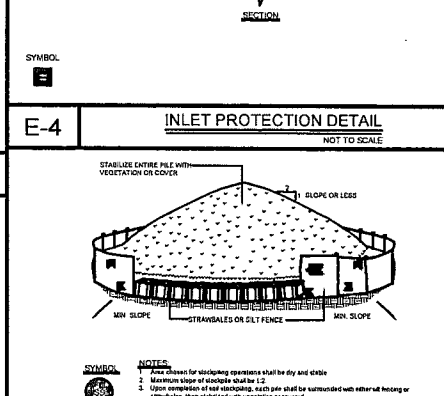 SECTION
SYMBOL
E-4
INLET PROTECTION DETAIL
NOT TO SCALE
STABILIZE ENTIRE PILE WITH
VEGETATION OR COVER
2
1
SLOPE OR LESS
MIN. SLOPE
STRAWBALES OR SILT FENCE
MIN. SLOPE
SYMBOL
NOTES:
1 Area chosen for stockpiling operations shall be dry and stable
2. Maximum slope of stockpile shall be 1:2
3. Upon completion of soil stockpiling, each pile shall be surrounded with either silt fencing or